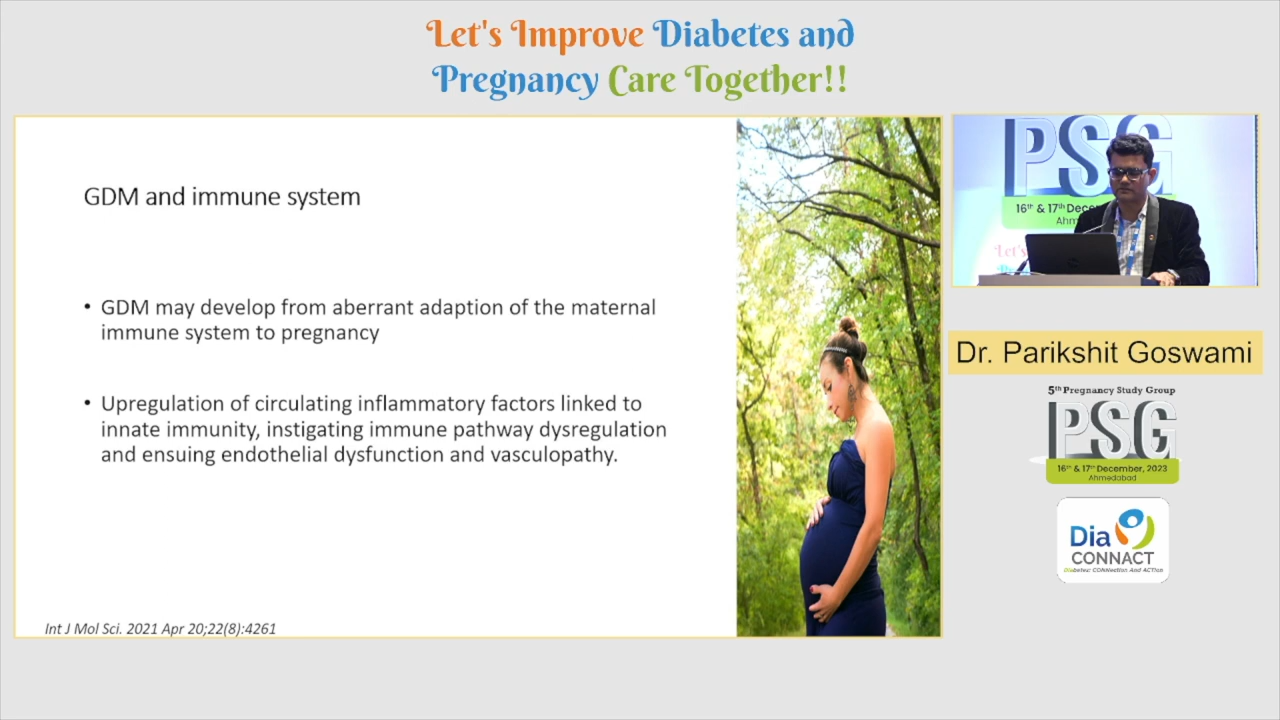 Let's Improve Diabetes and
Pregnancy Care Together!!
GDM and immune system
• GDM may develop from aberrant adaption of the maternal
immune system to pregnancy
• Upregulation of circulating inflammatory factors linked to
innate immunity, instigating immune pathway dysregulation
and ensuing endothelial dysfunction and vasculopathy.
Int J Mol Sci. 2021 Apr 20;22(8):4261
PSG
16th & 17th Dece
Ahm
Let's
Dr. Parikshit Goswami
5th Pregnancy Study Group
PSG
16th & 17th December, 2023
Ahmedabad
Dia
CONNACT
Diabetes: CONNection And ACTion